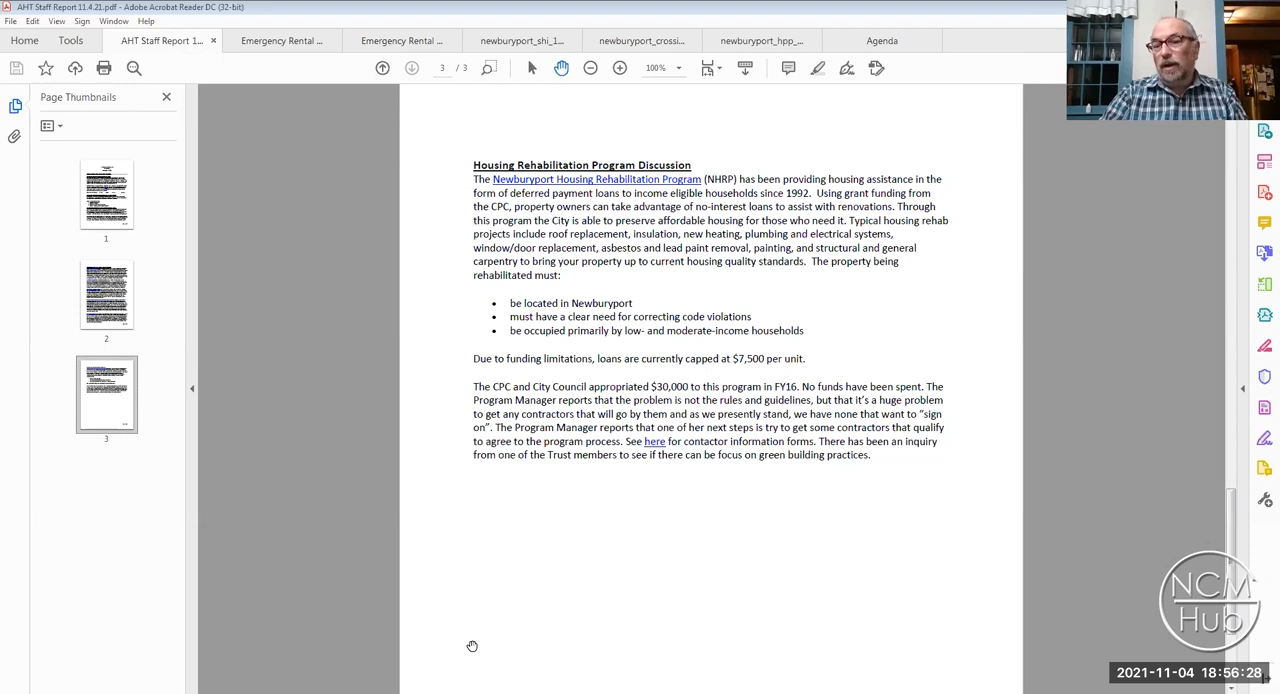 AHT Staff Report 11.4.21.pdf - Adobe Acrobat Reader DC (32-bit)
File Edit View Sign Window Help
Home Tools AHT Staff Report 1... × Emergency Rental ... Emergency Rental ... newburyport_shi_1... newburyport_crossi... newburyport_hpp_... Agenda
3 / 3 100%
Page Thumbnails
1
2
3
Housing Rehabilitation Program Discussion
The Newburyport Housing Rehabilitation Program (NHRP) has been providing housing assistance in the
form of deferred payment loans to income eligible households since 1992. Using grant funding from
the CPC, property owners can take advantage of no-interest loans to assist with renovations. Through
this program the City is able to preserve affordable housing for those who need it. Typical housing rehab
projects include roof replacement, insulation, new heating, plumbing and electrical systems,
window/door replacement, asbestos and lead paint removal, painting, and structural and general
carpentry to bring your property up to current housing quality standards. The property being
rehabilitated must:
• be located in Newburyport
• must have a clear need for correcting code violations
• be occupied primarily by low- and moderate-income households
Due to funding limitations, loans are currently capped at $7,500 per unit.
The CPC and City Council appropriated $30,000 to this program in FY16. No funds have been spent. The
Program Manager reports that the problem is not the rules and guidelines, but that it's a huge problem
to get any contractors that will go by them and as we presently stand, we have none that want to "sign
on". The Program Manager reports that one of her next steps is try to get some contractors that qualify
to agree to the program process. See here for contactor information forms. There has been an inquiry
from one of the Trust members to see if there can be focus on green building practices.
NCM
Hub
2021-11-04 18:56:28